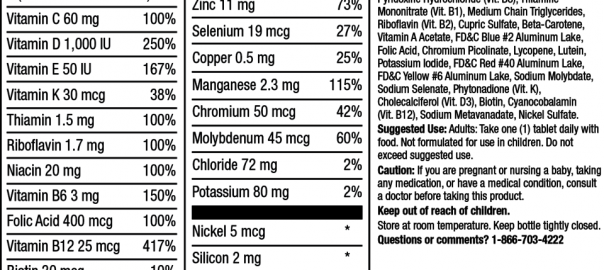 Vitamin C 60 mg 100%
Vitamin D 1,000 IU 250%
Vitamin E 50 IU 167%
Vitamin K 30 mcg 38%
Thiamin 1.5 mg 100%
Riboflavin 1.7 mg 100%
Niacin 20 mg 100%
Vitamin B6 3 mg 150%
Folic Acid 400 mcg 100%
Vitamin B12 25 mcg 417%
Biotin 30 mcg 10%
Zinc 11 mg 73%
Selenium 19 mcg 27%
Copper 0.5 mg 25%
Manganese 2.3 mg 115%
Chromium 50 mcg 42%
Molybdenum 45 mcg 60%
Chloride 72 mg 2%
Potassium 80 mg 2%
Nickel 5 mcg *
Silicon 2 mg *
Pyridoxine Hydrochloride (Vit. B6), Thiamine
Mononitrate (Vit. B1), Medium Chain Triglycerides,
Riboflavin (Vit. B2), Cupric Sulfate, Beta-Carotene,
Vitamin A Acetate, FD&C Blue #2 Aluminum Lake,
Folic Acid, Chromium Picolinate, Lycopene, Lutein,
Potassium Iodide, FD&C Red #40 Aluminum Lake,
FD&C Yellow #6 Aluminum Lake, Sodium Molybdate,
Sodium Selenate, Phytonadione (Vit. K),
Cholecalciferol (Vit. D3), Biotin, Cyanocobalamin
(Vit. B12), Sodium Metavanadate, Nickel Sulfate.
Suggested Use: Adults: Take one (1) tablet daily with
food. Not formulated for use in children. Do not
exceed suggested use.
Caution: If you are pregnant or nursing a baby, taking
any medication, or have a medical condition, consult
a doctor before taking this product.
Keep out of reach of children.
Store at room temperature. Keep bottle tightly closed.
Questions or comments? 1-866-703-4222